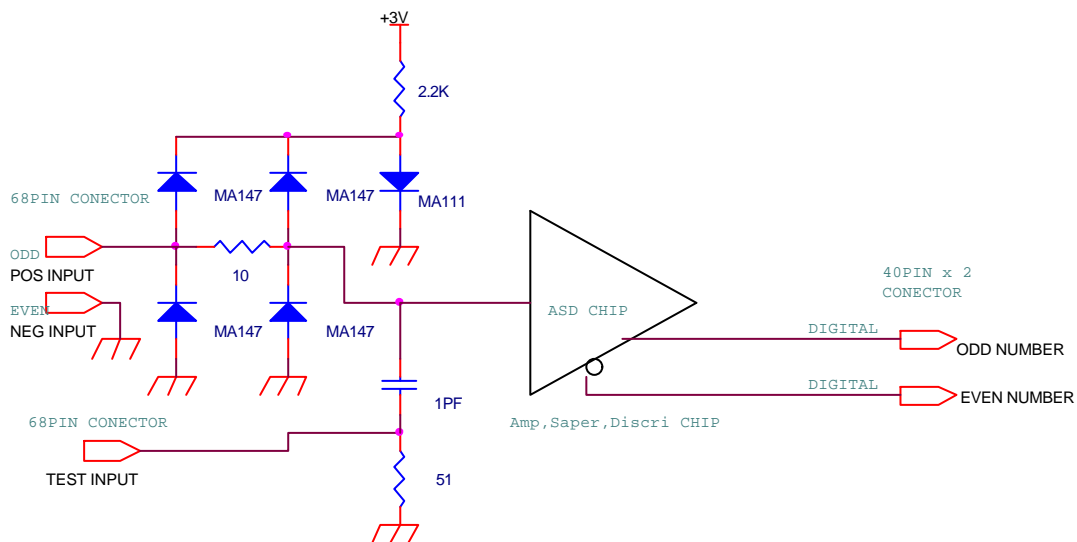 +3V
2.2K
68PIN CONECTOR
MA147
MA147
MA111
ODD
POS INPUT
10
EVEN
NEG INPUT
MA147
MA147
ASD CHIP
40PIN x 2
CONECTOR
DIGITAL
ODD NUMBER
DIGITAL
EVEN NUMBER
1PF
Amp,Saper,Discri CHIP
68PIN CONECTOR
TEST INPUT
51